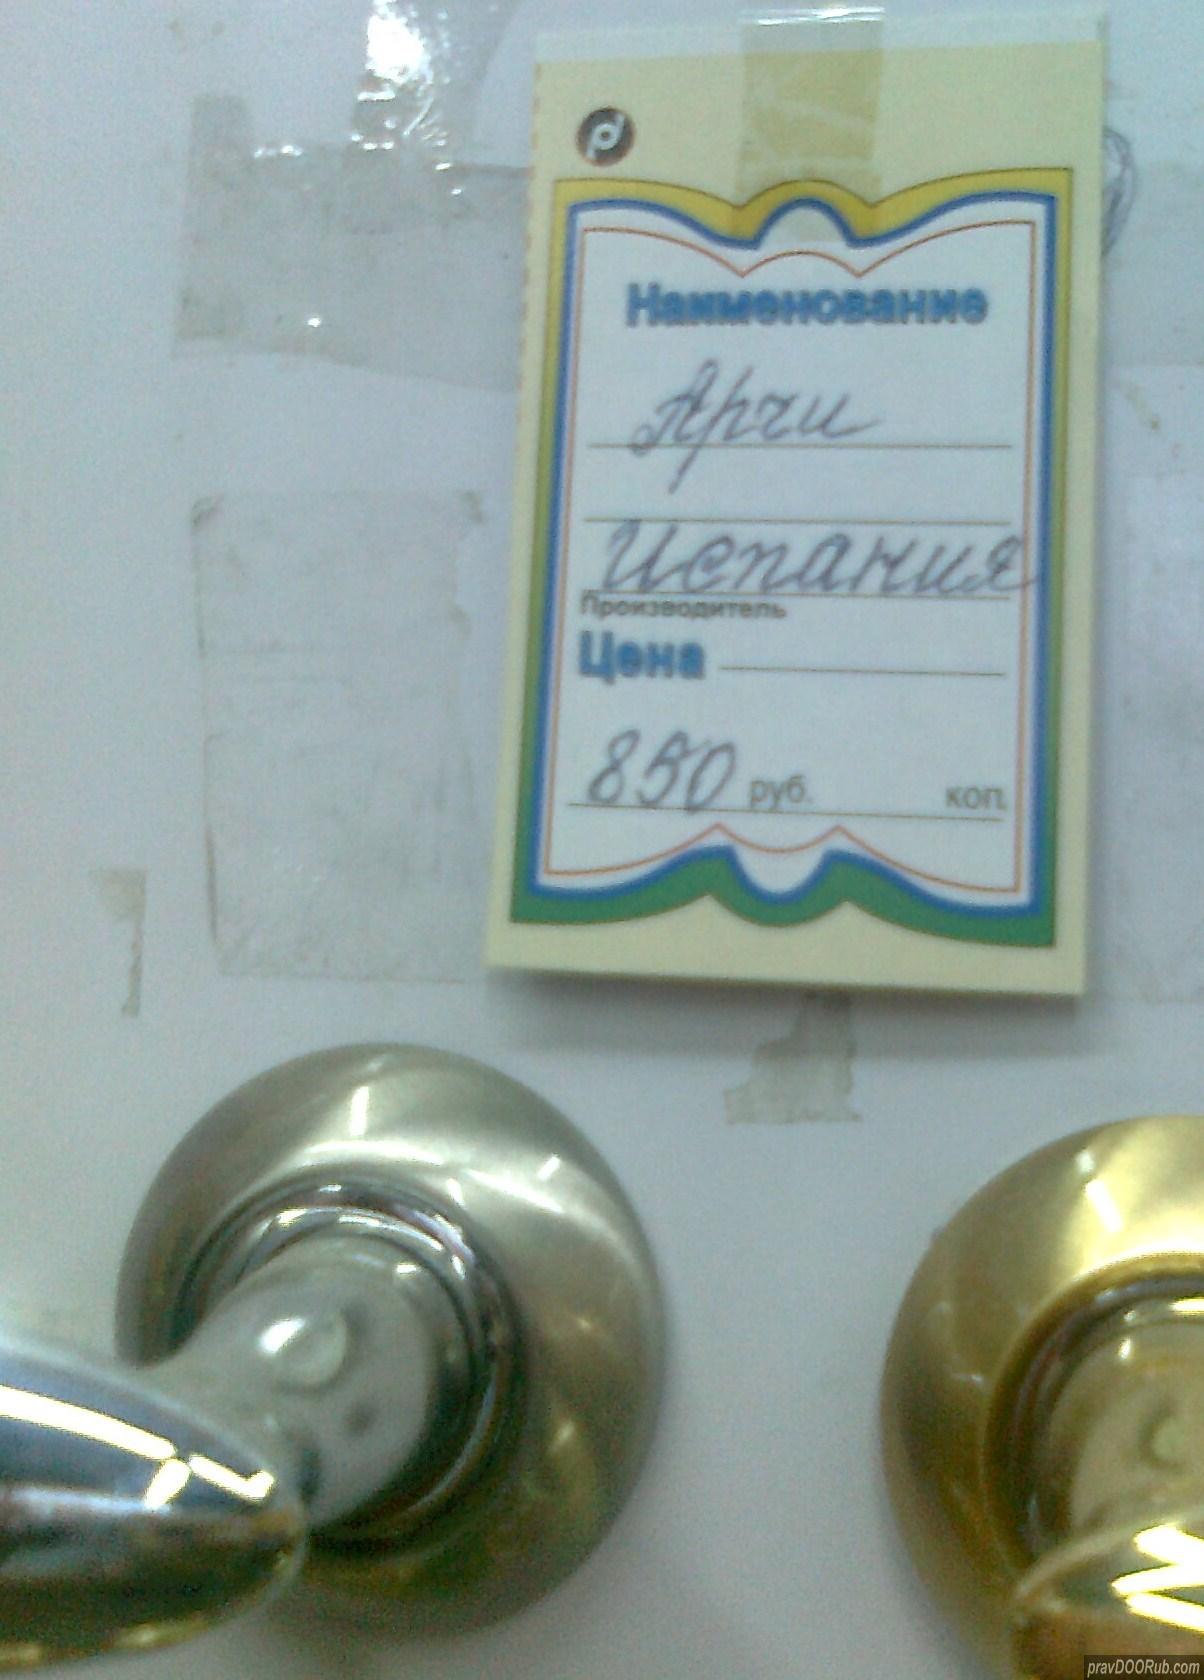 Наименование
Арчи
Испания
Производитель
Цена
850 руб. коп.
pravDOORub.com